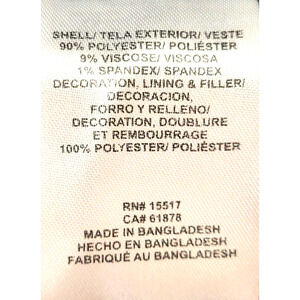 SHELL/ TELA EXTERIOR/ VESTE
90% POLYESTER/ POLIÉSTER
9% VISCOSE/ VISCOSA
1% SPANDEX/ SPANDEX
DECORATION, LINING & FILLER/
DECORACION,
FORRO Y RELLENO/
DECORATION, DOUBLURE
ET REMBOURRAGE
100% POLYESTER/ POLIÉSTER
RN# 15517
CA# 61878
MADE IN BANGLADESH
HECHO EN BANGLADESH
FABRIQUÉ AU BANGLADESH